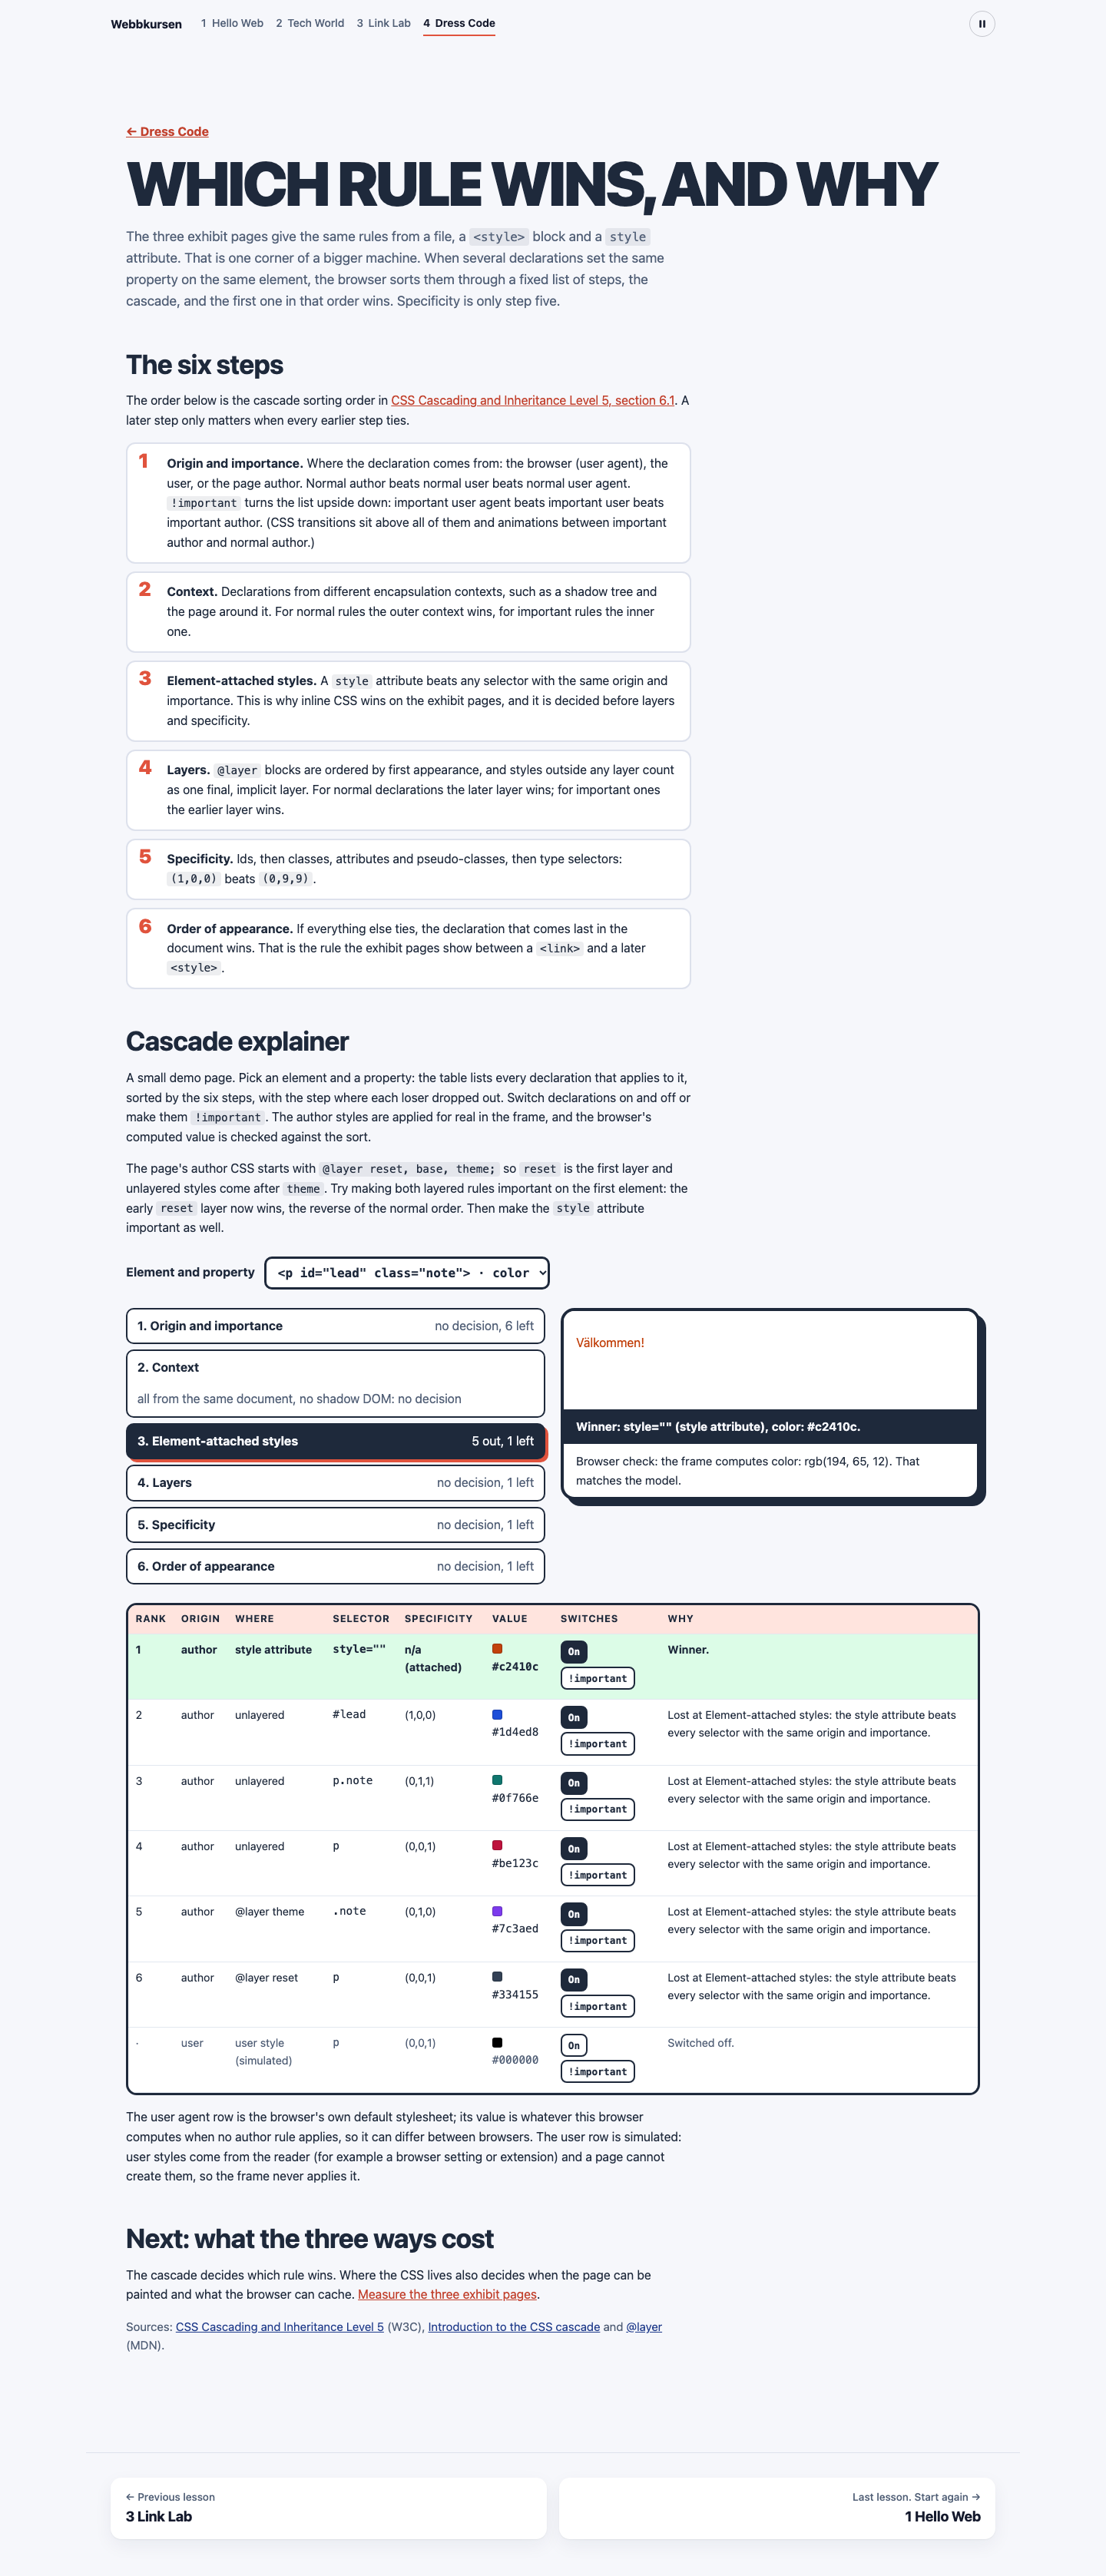 Webbkursen 1 Hello Web 2 Tech World 3 Link Lab 4 Dress Code
← Dress Code
WHICH RULE WINS, AND WHY
The three exhibit pages give the same rules from a file, a <style> block and a style
attribute. That is one corner of a bigger machine. When several declarations set the same
property on the same element, the browser sorts them through a fixed list of steps, the
cascade, and the first one in that order wins. Specificity is only step five.
The six steps
The order below is the cascade sorting order in CSS Cascading and Inheritance Level 5, section 6.1. A
later step only matters when every earlier step ties.
1 Origin and importance. Where the declaration comes from: the browser (user agent), the
user, or the page author. Normal author beats normal user beats normal user agent.
!important turns the list upside down: important user agent beats important user beats
important author. (CSS transitions sit above all of them and animations between important
author and normal author.)
2 Context. Declarations from different encapsulation contexts, such as a shadow tree and
the page around it. For normal rules the outer context wins, for important rules the inner
one.
3 Element-attached styles. A style attribute beats any selector with the same origin and
importance. This is why inline CSS wins on the exhibit pages, and it is decided before layers
and specificity.
4 Layers. @layer blocks are ordered by first appearance, and styles outside any layer count
as one final, implicit layer. For normal declarations the later layer wins; for important ones
the earlier layer wins.
5 Specificity. Ids, then classes, attributes and pseudo-classes, then type selectors:
(1,0,0) beats (0,9,9).
6 Order of appearance. If everything else ties, the declaration that comes last in the
document wins. That is the rule the exhibit pages show between a <link> and a later
<style>.
Cascade explainer
A small demo page. Pick an element and a property: the table lists every declaration that applies to it,
sorted by the six steps, with the step where each loser dropped out. Switch declarations on and off or
make them !important. The author styles are applied for real in the frame, and the browser's
computed value is checked against the sort.
The page's author CSS starts with @layer reset, base, theme; so reset is the first layer and
unlayered styles come after theme. Try making both layered rules important on the first element: the
early reset layer now wins, the reverse of the normal order. Then make the style attribute
important as well.
Element and property <p id="lead" class="note"> · color
1. Origin and importance no decision, 6 left
2. Context
all from the same document, no shadow DOM: no decision
3. Element-attached styles 5 out, 1 left
4. Layers no decision, 1 left
5. Specificity no decision, 1 left
6. Order of appearance no decision, 1 left
Välkommen!
Winner: style="" (style attribute), color: #c2410c.
Browser check: the frame computes color: rgb(194, 65, 12). That
matches the model.
RANK ORIGIN WHERE SELECTOR SPECIFICITY VALUE SWITCHES WHY
1 author style attribute style="" n/a (attached) #c2410c On !important Winner.
2 author unlayered #lead (1,0,0) #1d4ed8 On !important Lost at Element-attached styles: the style attribute beats every selector with the same origin and importance.
3 author unlayered p.note (0,1,1) #0f766e On !important Lost at Element-attached styles: the style attribute beats every selector with the same origin and importance.
4 author unlayered p (0,0,1) #be123c On !important Lost at Element-attached styles: the style attribute beats every selector with the same origin and importance.
5 author @layer theme .note (0,1,0) #7c3aed On !important Lost at Element-attached styles: the style attribute beats every selector with the same origin and importance.
6 author @layer reset p (0,0,1) #334155 On !important Lost at Element-attached styles: the style attribute beats every selector with the same origin and importance.
· user user style (simulated) p (0,0,1) #000000 On !important Switched off.
The user agent row is the browser's own default stylesheet; its value is whatever this browser
computes when no author rule applies, so it can differ between browsers. The user row is simulated:
user styles come from the reader (for example a browser setting or extension) and a page cannot
create them, so the frame never applies it.
Next: what the three ways cost
The cascade decides which rule wins. Where the CSS lives also decides when the page can be
painted and what the browser can cache. Measure the three exhibit pages.
Sources: CSS Cascading and Inheritance Level 5 (W3C), Introduction to the CSS cascade and @layer
(MDN).
← Previous lesson
3 Link Lab
Last lesson. Start again →
1 Hello Web